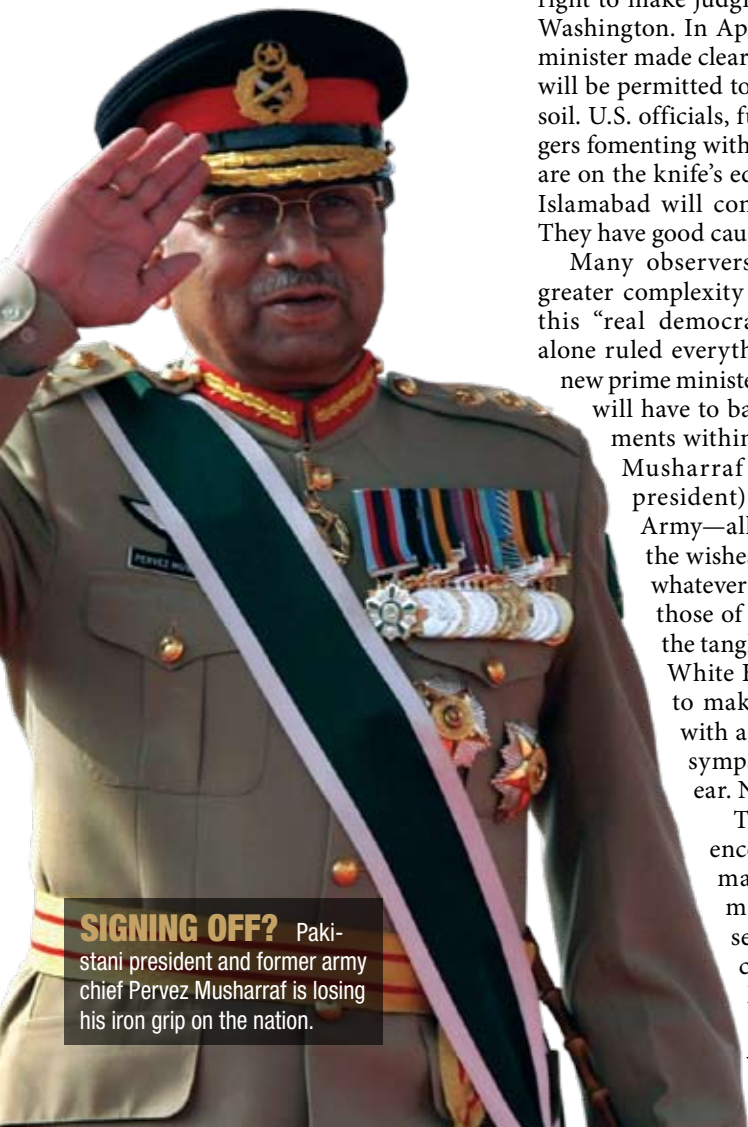 right to make judg
Washington. In Ap
minister made clear
will be permitted to
soil. U.S. officials, fu
gers fomenting with
are on the knife’s ed
Islamabad will con
They have good cau
Many observers
greater complexity
this “real democra
alone ruled everyth
new prime ministe
will have to ba
ments within
Musharraf
president)
Army—all
the wishe
whatever
those of
the tang
White H
to mak
with a
symp
ear. N
T
enc
ma
m
se
c
PERVEZ MU
SIGNING OFF? Paki-
stani president and former army
chief Pervez Musharraf is losing
his iron grip on the nation.